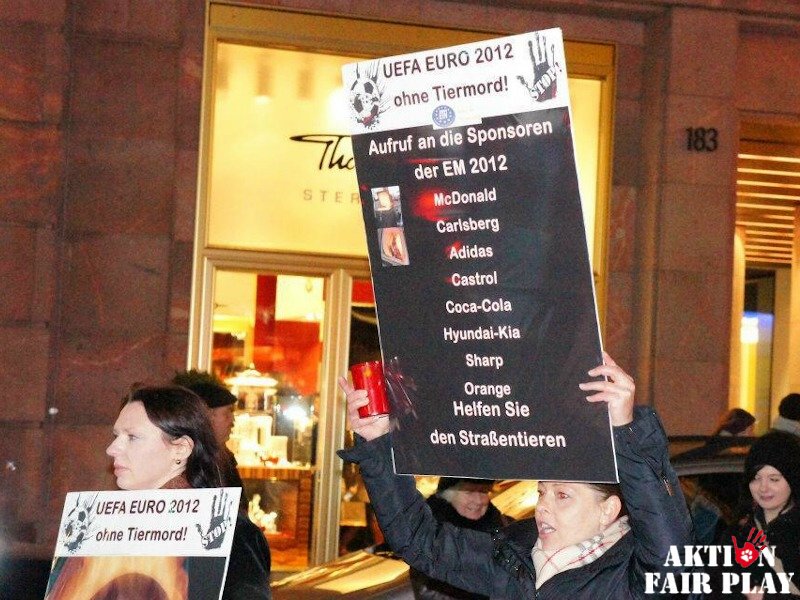 UEFA EURO 2012
ohne Tiermord!
STOP!
Aufruf an die Sponsoren
der EM 2012
McDonald
Carlsberg
Adidas
Castrol
Coca-Cola
Hyundai-Kia
Sharp
Orange
Helfen Sie
den Straßentieren
183
UEFA EURO 2012
ohne Tiermord!
STOP!
AKTION
FAIR PLAY